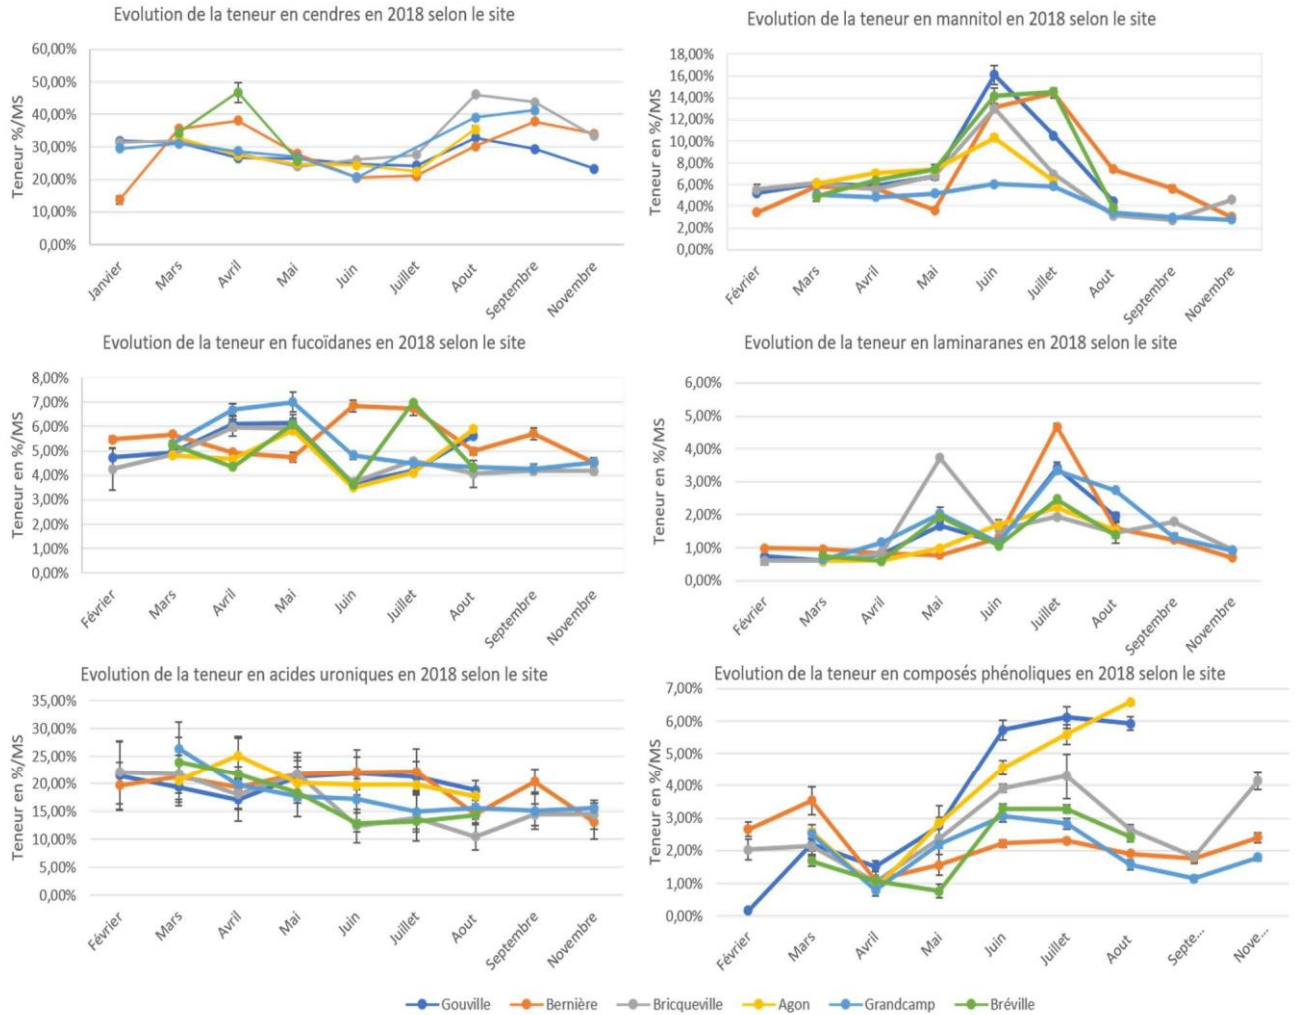 Evolution de la teneur en cendres en 2018 selon le site
Teneur %/MS
60,00%
50,00%
40,00%
30,00%
20,00%
10,00%
0,00%
Janvier
Mars
Avril
Mai
Juin
Juillet
Aout
Septembre
Novembre
Evolution de la teneur en mannitol en 2018 selon le site
Teneur en %/MS
18,00%
16,00%
14,00%
12,00%
10,00%
8,00%
6,00%
4,00%
2,00%
0,00%
Février
Mars
Avril
Mai
Juin
Juillet
Aout
Septembre
Novembre
Evolution de la teneur en fucoïdanes en 2018 selon le site
Teneur en %/MS
8,00%
7,00%
6,00%
5,00%
4,00%
3,00%
2,00%
1,00%
0,00%
Février
Mars
Avril
Mai
Juin
Juillet
Aout
Septembre
Novembre
Evolution de la teneur en laminaranes en 2018 selon le site
Teneur en %/MS
6,00%
5,00%
4,00%
3,00%
2,00%
1,00%
0,00%
Février
Mars
Avril
Mai
Juin
Juillet
Aout
Septembre
Novembre
Evolution de la teneur en acides uroniques en 2018 selon le site
Teneur en %/MS
35,00%
30,00%
25,00%
20,00%
15,00%
10,00%
5,00%
0,00%
Février
Mars
Avril
Mai
Juin
Juillet
Aout
Septembre
Novembre
Evolution de la teneur en composés phénoliques en 2018 selon le site
Teneur en %/MS
7,00%
6,00%
5,00%
4,00%
3,00%
2,00%
1,00%
0,00%
Février
Mars
Avril
Mai
Juin
Juillet
Aout
Septe...
Nove...
Gouville Bernière Bricqueville Agon Grandcamp Bréville